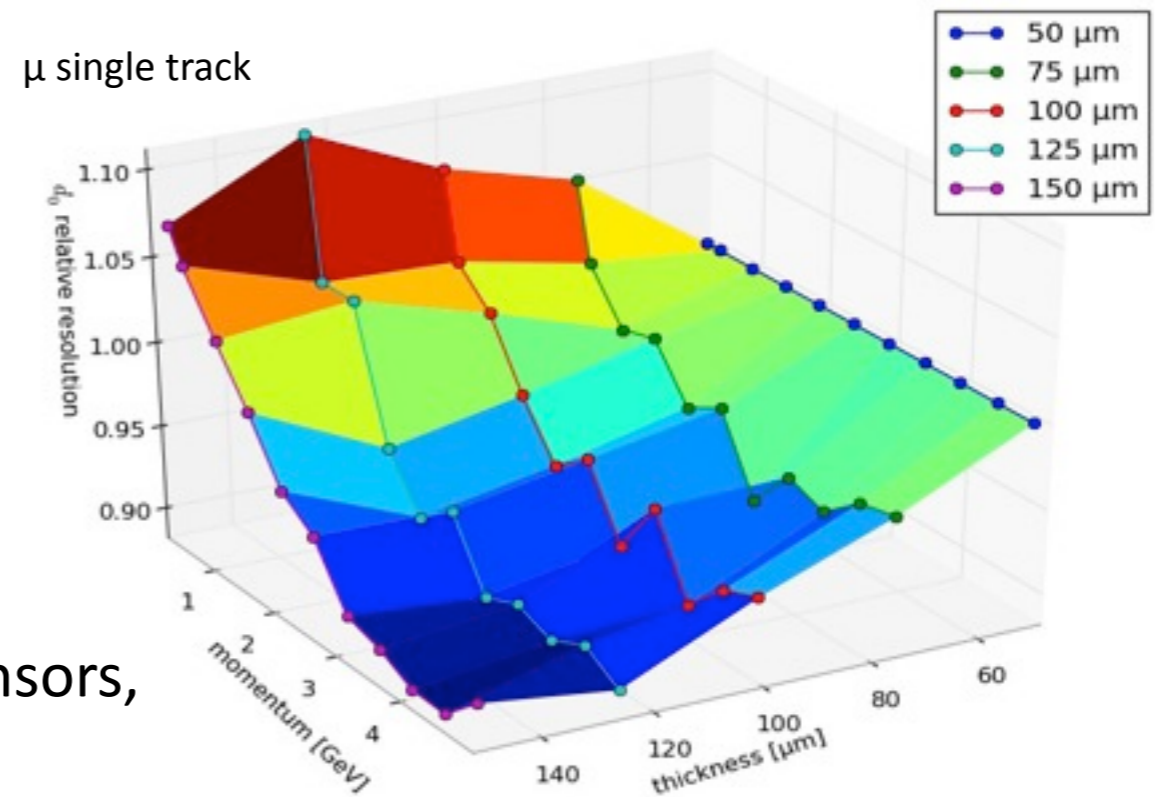 μ single track
50 μm
75 μm
100 μm
125 μm
150 μm
d₀ relative resolution
1.10
1.05
1.00
0.95
0.90
1
2
3
4
momentum [GeV]
140
120
100
80
60
thickness [μm]
nsors,